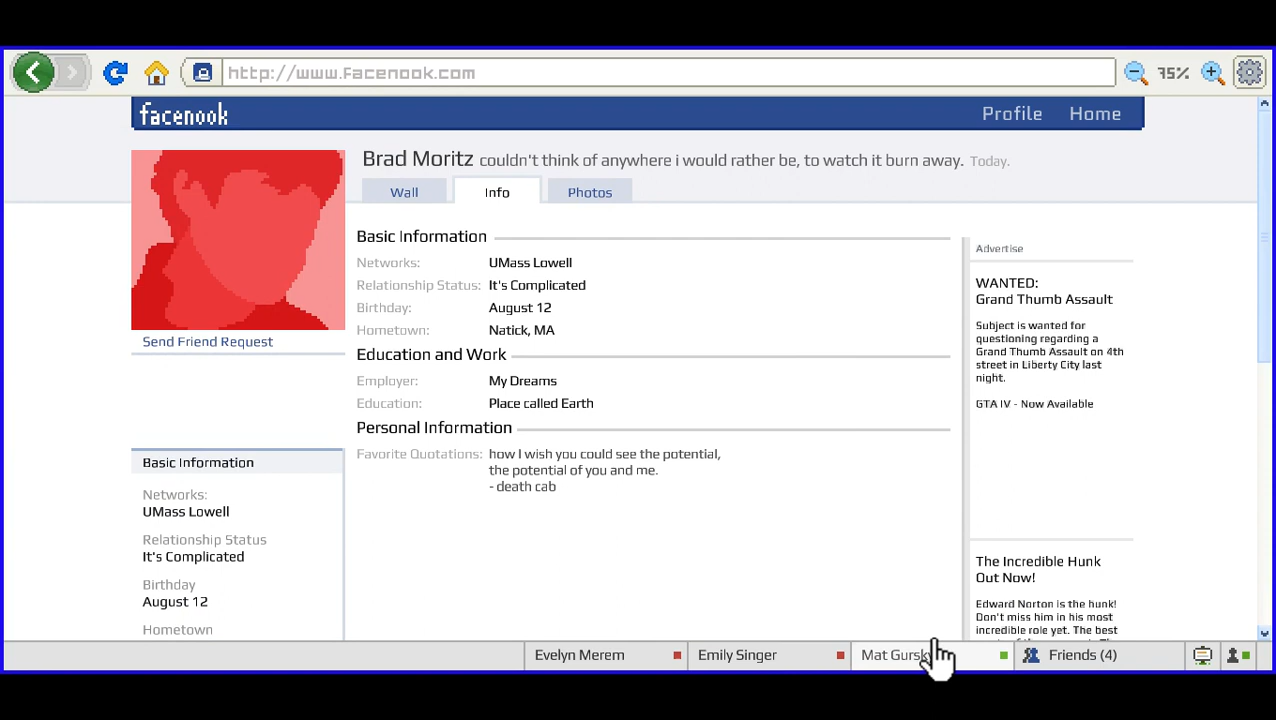 http://www.facenook.com
75%
facenook
Profile
Home
Brad Moritz couldn't think of anywhere i would rather be, to watch it burn away. Today.
Wall
Info
Photos
Send Friend Request
Basic Information
Networks: UMass Lowell
Relationship Status: It's Complicated
Birthday: August 12
Hometown: Natick, MA
Education and Work
Employer: My Dreams
Education: Place called Earth
Personal Information
Favorite Quotations: how I wish you could see the potential,
the potential of you and me.
- death cab
Basic Information
Networks:
UMass Lowell
Relationship Status
It's Complicated
Birthday
August 12
Hometown
Advertise
WANTED:
Grand Thumb Assault
Subject is wanted for
questioning regarding a
Grand Thumb Assault on 4th
street in Liberty City last
night.
GTA IV - Now Available
The Incredible Hunk
Out Now!
Edward Norton is the hunk!
Don't miss him in his most
incredible role yet. The best
Evelyn Merem
Emily Singer
Mat Gursky
Friends (4)